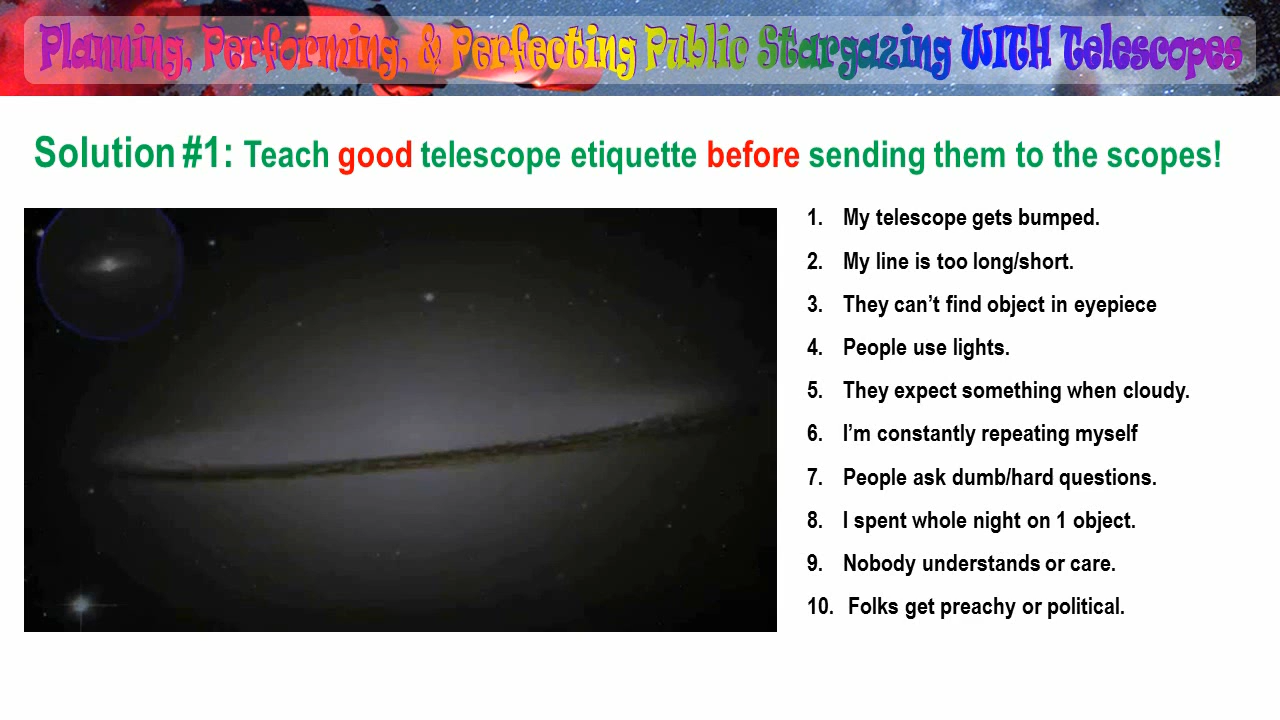 Planning, Performing, & Perfecting Public Stargazing WITH Telescopes
Solution #1: Teach good telescope etiquette before sending them to the scopes!
1. My telescope gets bumped.
2. My line is too long/short.
3. They can’t find object in eyepiece
4. People use lights.
5. They expect something when cloudy.
6. I’m constantly repeating myself
7. People ask dumb/hard questions.
8. I spent whole night on 1 object.
9. Nobody understands or care.
10. Folks get preachy or political.